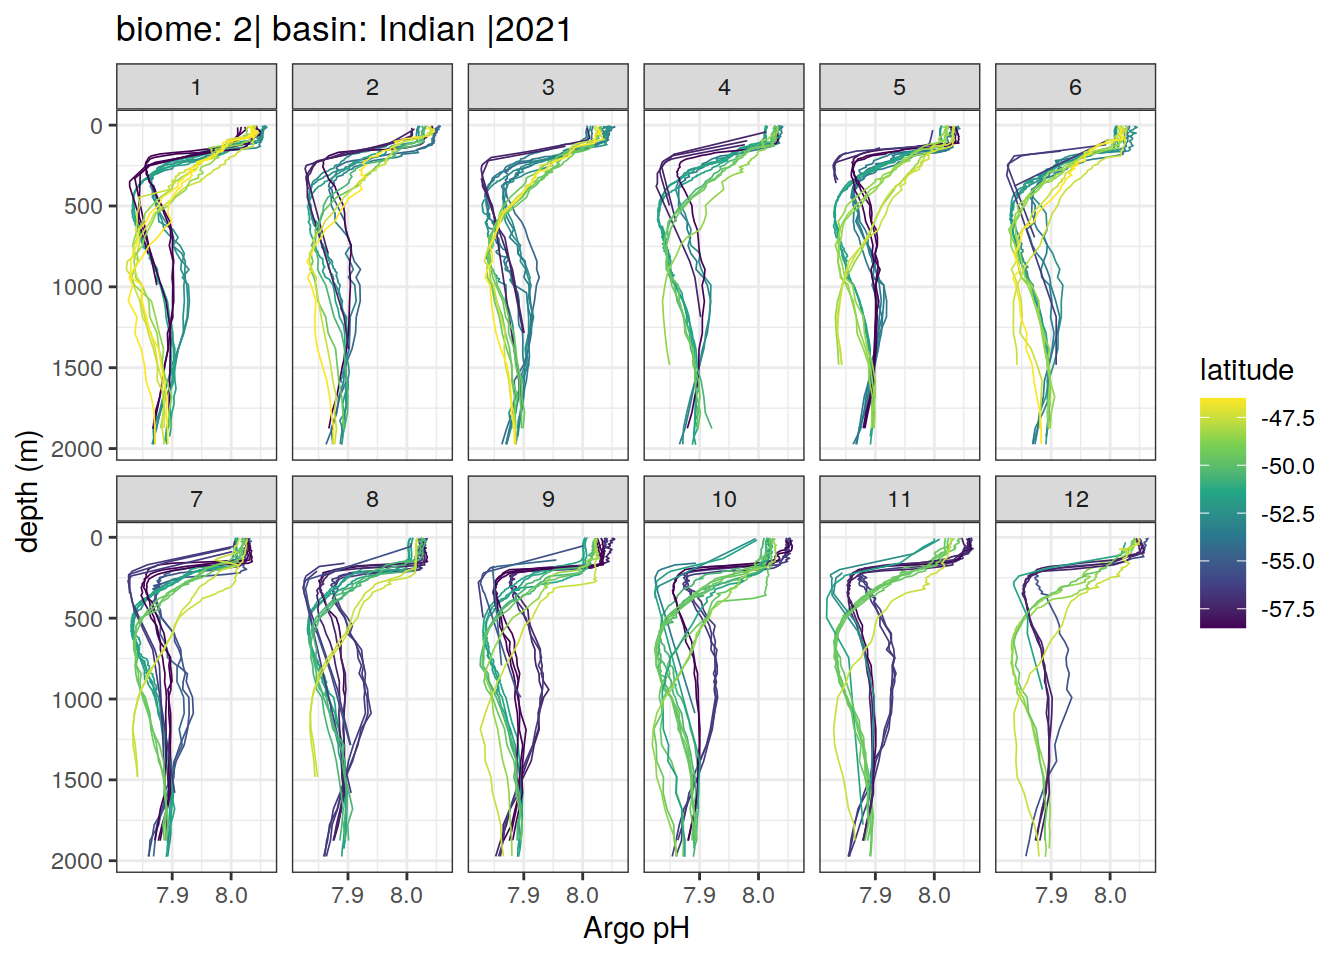 biome: 2| basin: Indian |2021
1 2 3 4 5 6
0
500
1000
1500
2000
7 8 9 10 11 12
0
500
1000
1500
2000
7.9 8.0 7.9 8.0 7.9 8.0 7.9 8.0 7.9 8.0 7.9 8.0
Argo pH
depth (m)
latitude
-47.5
-50.0
-52.5
-55.0
-57.5